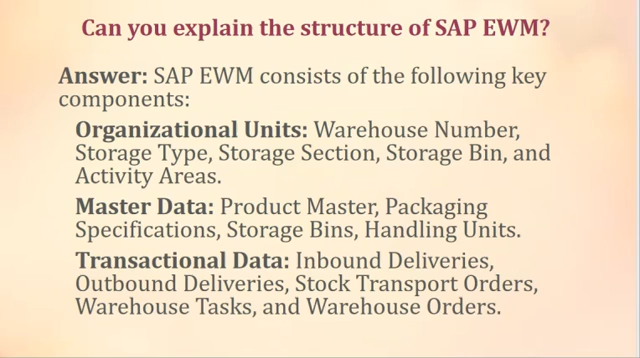 Can you explain the structure of SAP EWM?
Answer: SAP EWM consists of the following key
components:
Organizational Units: Warehouse Number,
Storage Type, Storage Section, Storage Bin, and
Activity Areas.
Master Data: Product Master, Packaging
Specifications, Storage Bins, Handling Units.
Transactional Data: Inbound Deliveries,
Outbound Deliveries, Stock Transport Orders,
Warehouse Tasks, and Warehouse Orders.